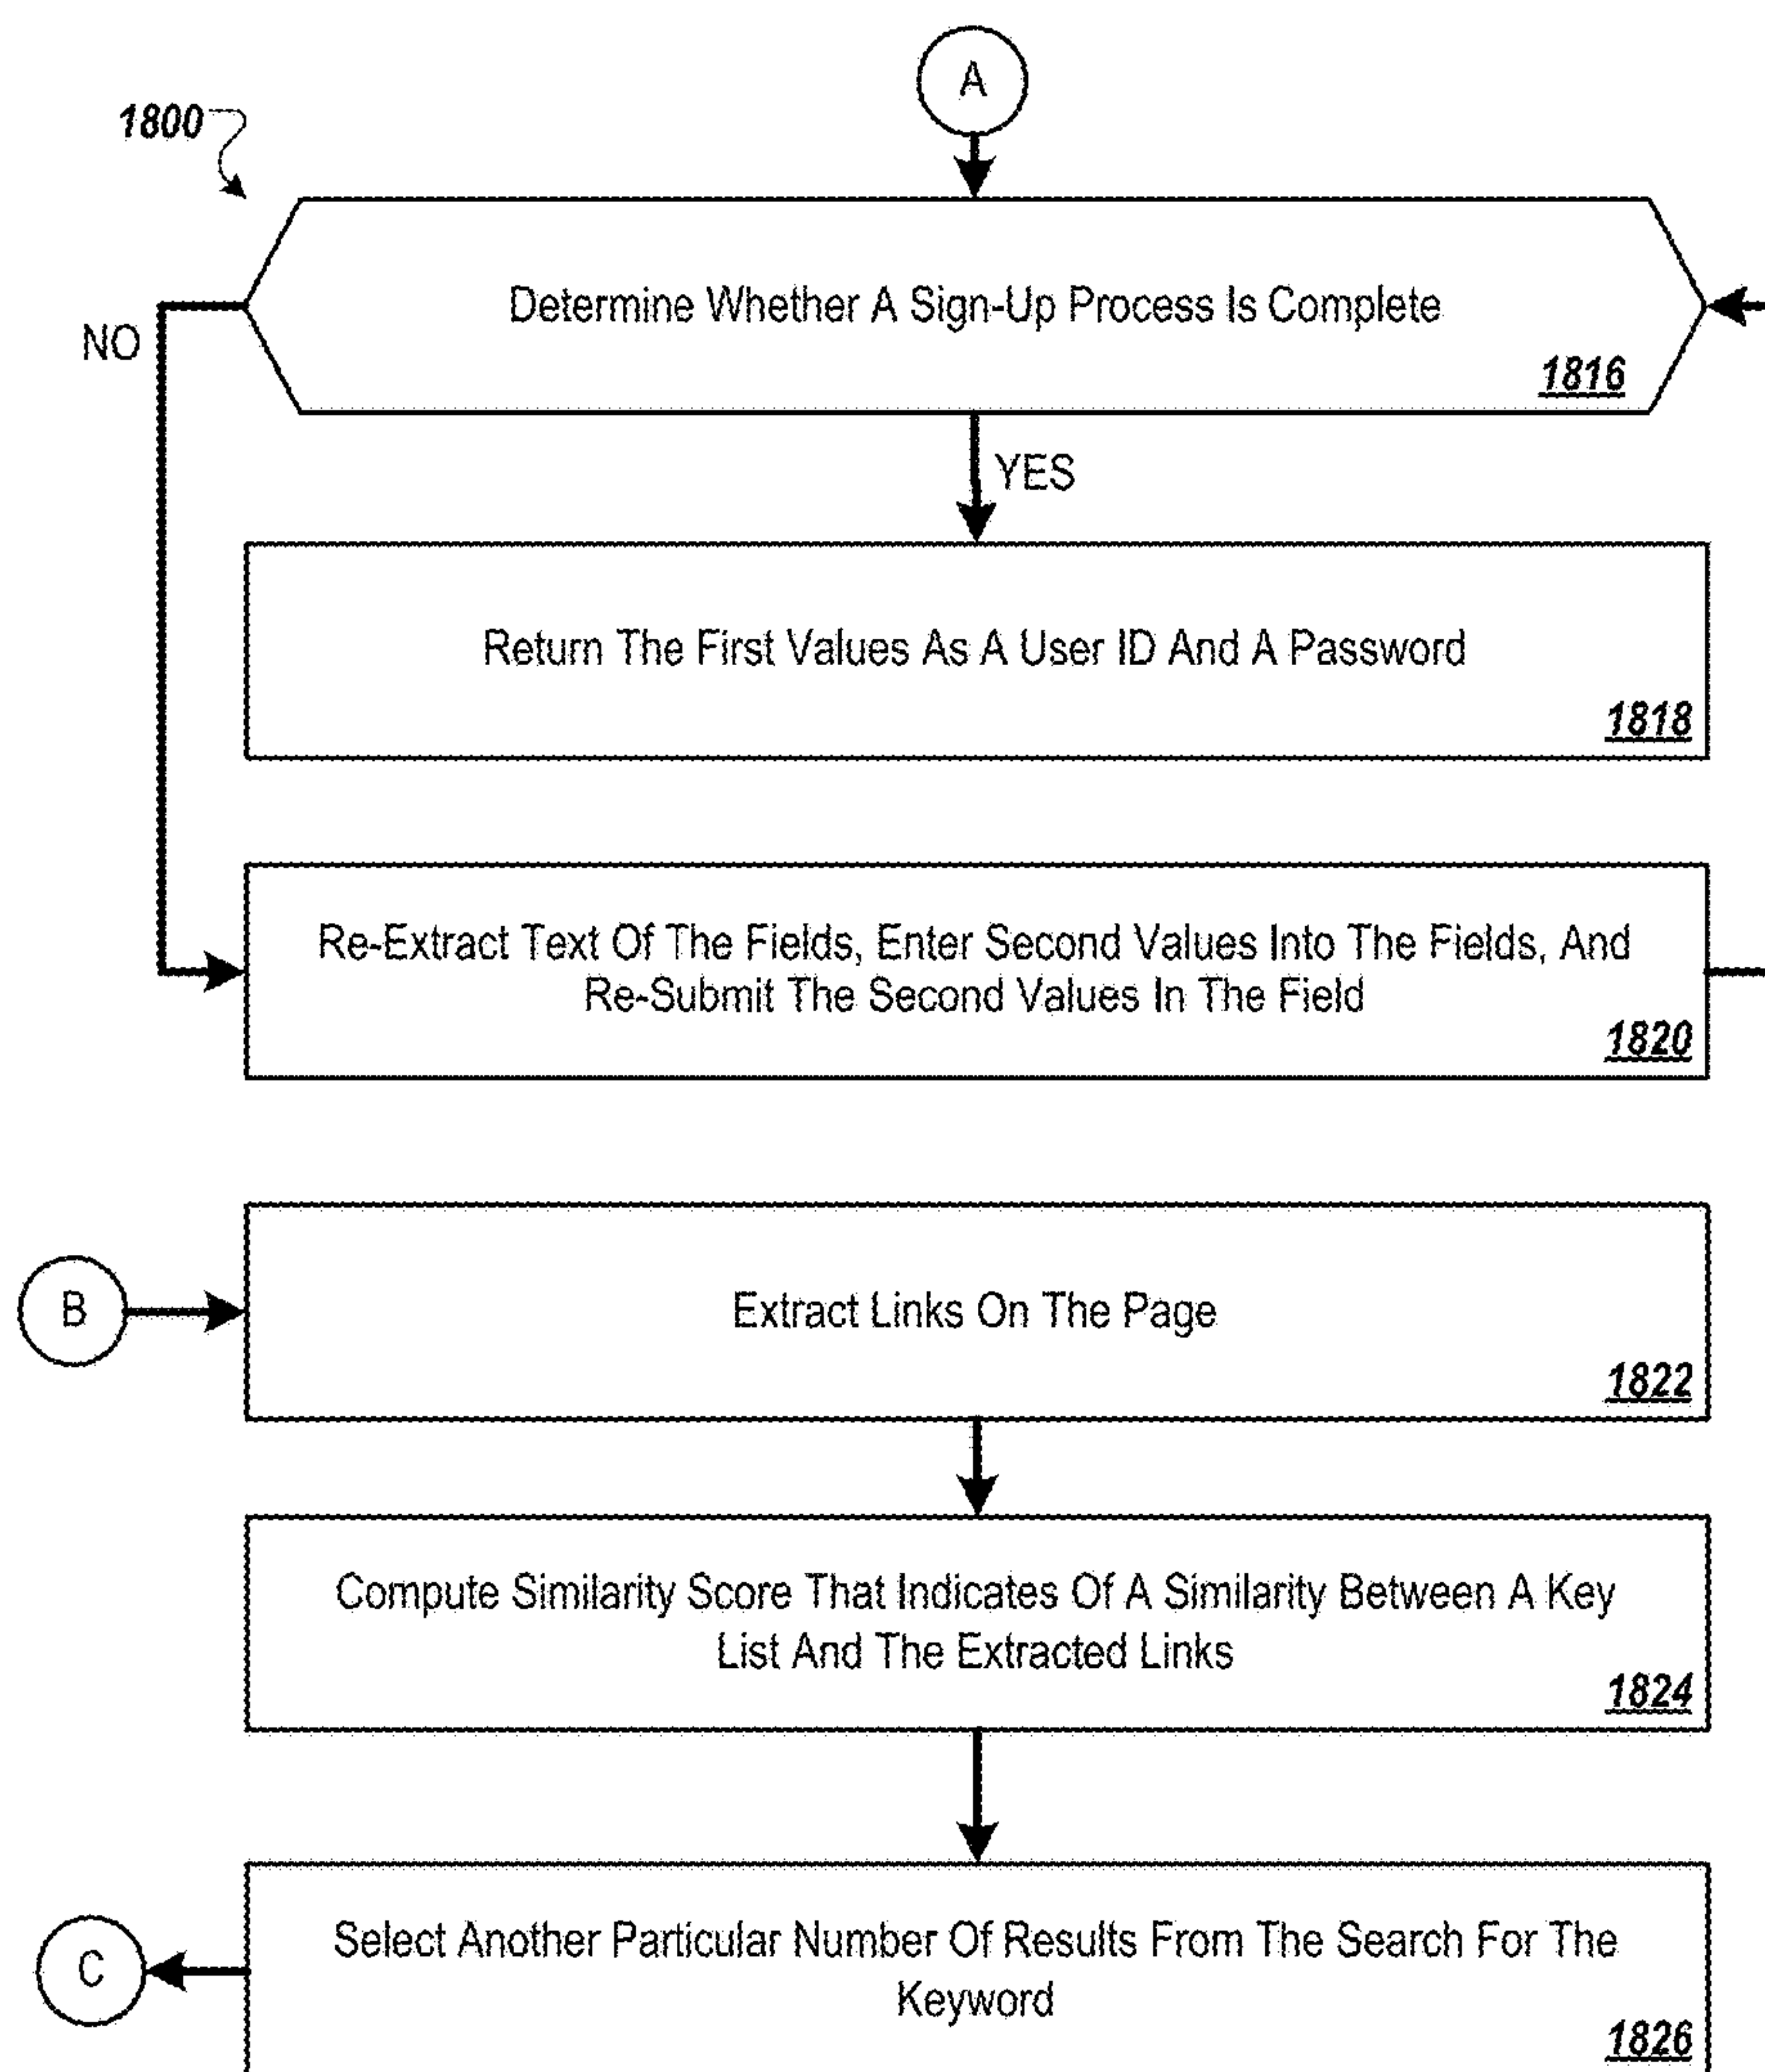 A
1800
Determine Whether A Sign-Up Process Is Complete
1816
NO
YES
Return The First Values As A User ID And A Password
1818
Re-Extract Text Of The Fields, Enter Second Values Into The Fields, And
Re-Submit The Second Values In The Field
1820
B
Extract Links On The Page
1822
Compute Similarity Score That Indicates Of A Similarity Between A Key
List And The Extracted Links
1824
C
Select Another Particular Number Of Results From The Search For The
Keyword
1826